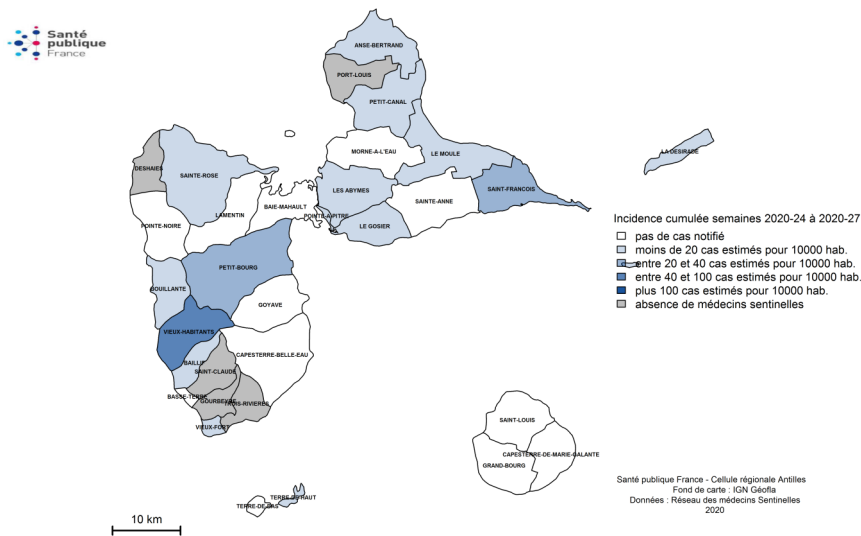 Santé
publique
France
ANSE-BERTRAND
PORT-LOUIS
PETIT-CANAL
MORNE-A-L'EAU
LE MOULE
LA DESIRADE
DESHAIES
SAINTE-ROSE
LES ABYMES
SAINT-FRANCOIS
SAINTE-ANNE
BAIE-MAHAULT
LAMENTIN
POINTE-A-PITRE
POINTE-NOIRE
LE GOSIER
Incidence cumulée semaines 2020-24 à 2020-27
pas de cas notifié
moins de 20 cas estimés pour 10000 hab.
entre 20 et 40 cas estimés pour 10000 hab.
entre 40 et 100 cas estimés pour 10000 hab.
plus 100 cas estimés pour 10000 hab.
absence de médecins sentinelles
PETIT-BOURG
BOUILLANTE
GOYAVE
VIEUX-HABITANTS
CAPESTERRE-BELLE-EAU
BAILLIF
SAINT-CLAUDE
BASSE-TERRE
GOURBEYRE
TROIS-RIVIERES
VIEUX-FORT
SAINT-LOUIS
CAPESTERRE-DE-MARIE-GALANTE
GRAND-BOURG
TERRE-DE-HAUT
TERRE-DE-BAS
10 km
Santé publique France - Cellule régionale Antilles
Fond de carte : IGN Géofla
Données : Réseau des médecins Sentinelles
2020